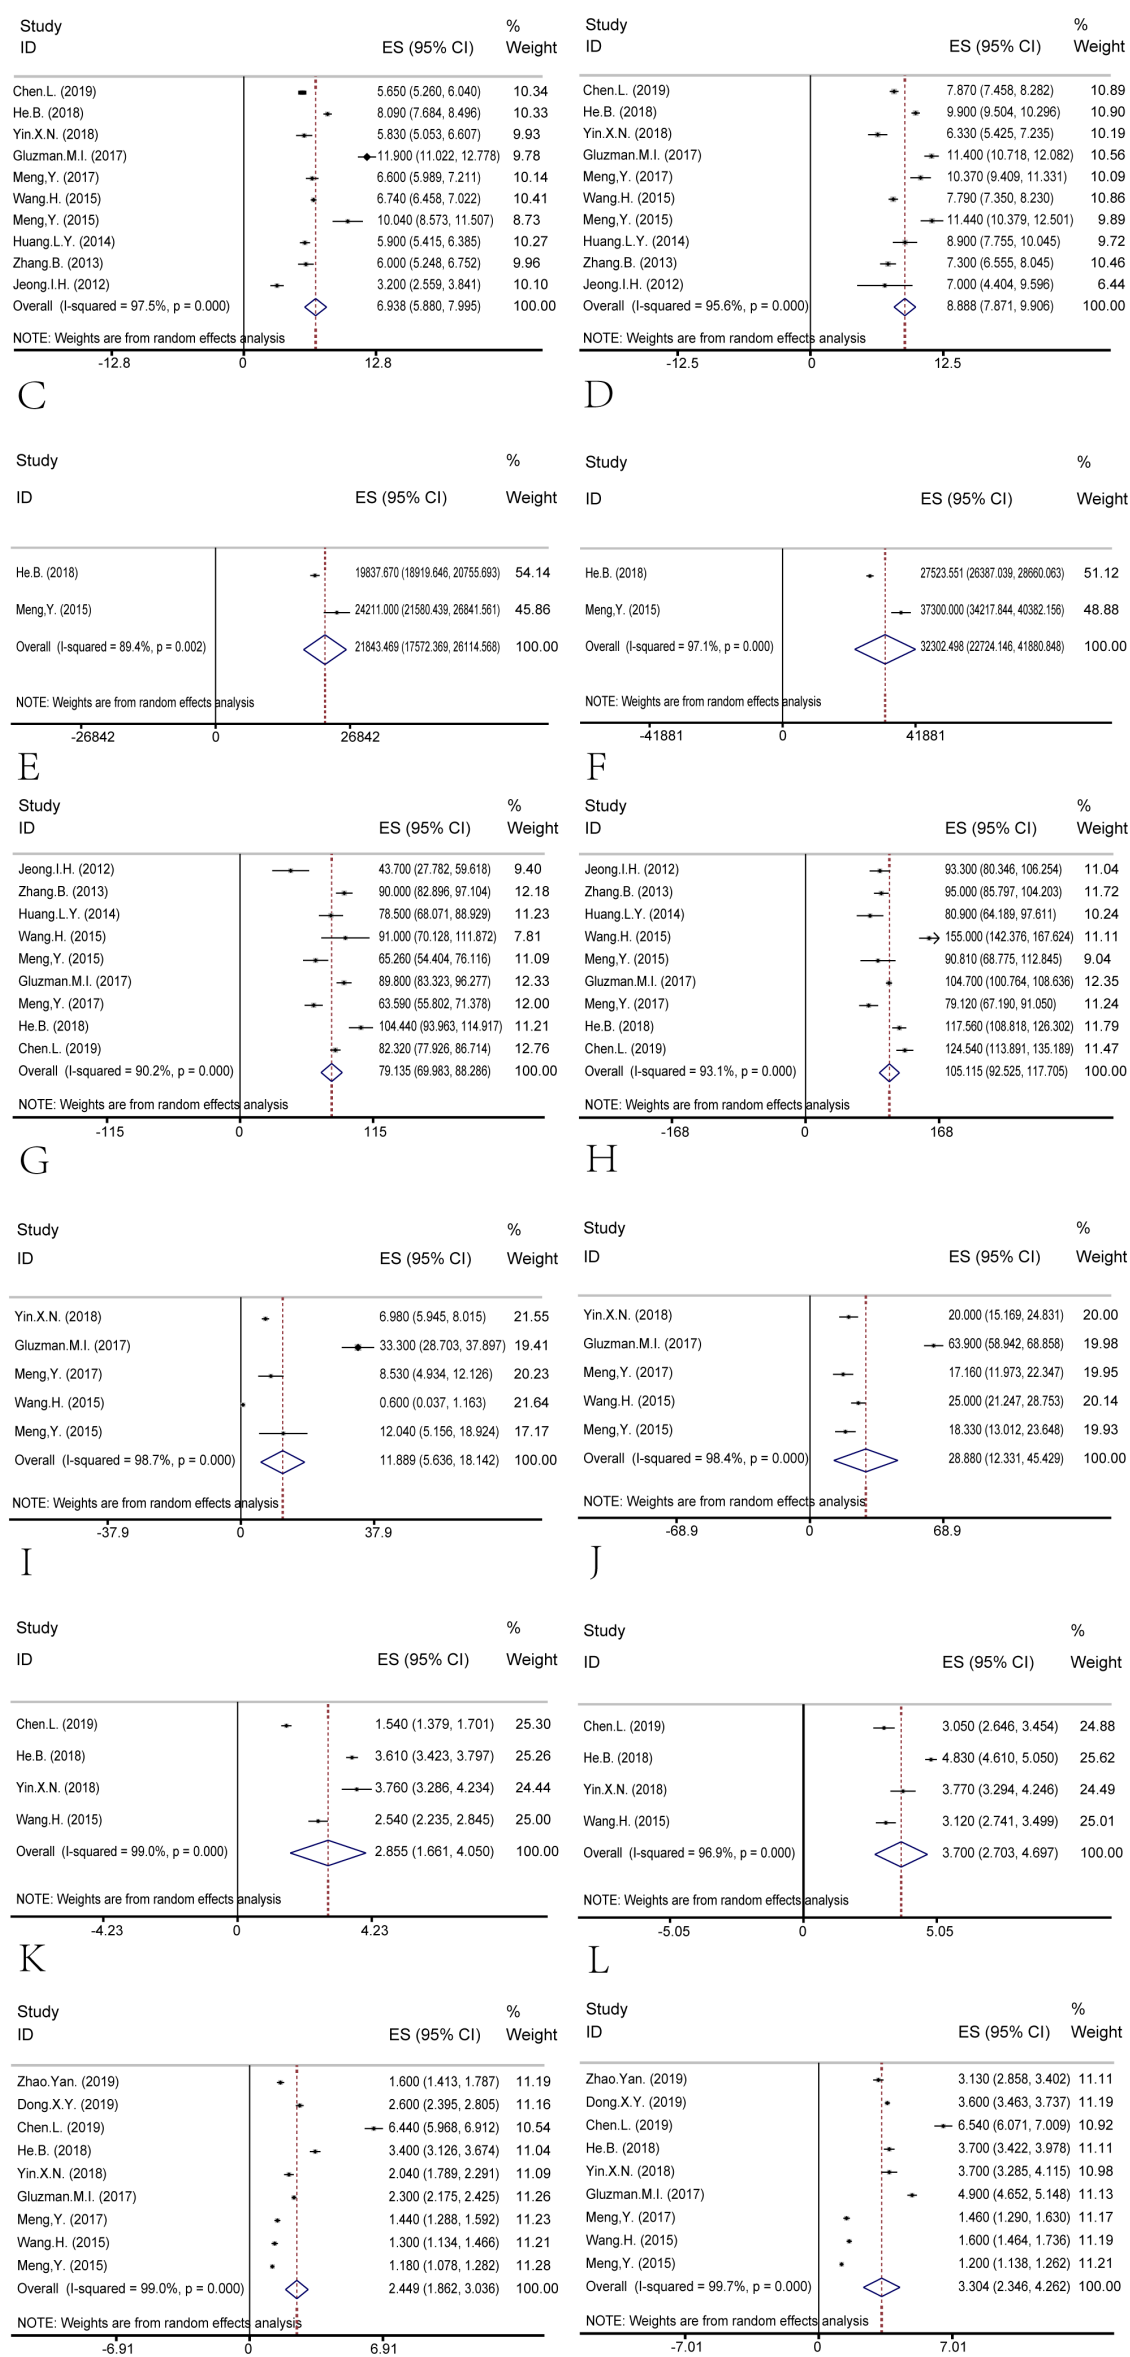 Study %
ID ES (95% CI) Weight
Chen.L. (2019) 5.650 (5.260, 6.040) 10.34
He.B. (2018) 8.090 (7.684, 8.496) 10.33
Yin.X.N. (2018) 5.830 (5.053, 6.607) 9.93
Gluzman.M.I. (2017) 11.900 (11.022, 12.778) 9.78
Meng,Y. (2017) 6.600 (5.989, 7.211) 10.14
Wang.H. (2015) 6.740 (6.458, 7.022) 10.41
Meng,Y. (2015) 10.040 (8.573, 11.507) 8.73
Huang.L.Y. (2014) 5.900 (5.415, 6.385) 10.27
Zhang.B. (2013) 6.000 (5.248, 6.752) 9.96
Jeong.I.H. (2012) 3.200 (2.559, 3.841) 10.10
Overall (I-squared = 97.5%, p = 0.000) 6.938 (5.880, 7.995) 100.00
NOTE: Weights are from random effects analysis
-12.8 0 12.8
C
Study %
ID ES (95% CI) Weight
Chen.L. (2019) 7.870 (7.458, 8.282) 10.89
He.B. (2018) 9.900 (9.504, 10.296) 10.90
Yin.X.N. (2018) 6.330 (5.425, 7.235) 10.19
Gluzman.M.I. (2017) 11.400 (10.718, 12.082) 10.56
Meng,Y. (2017) 10.370 (9.409, 11.331) 10.09
Wang.H. (2015) 7.790 (7.350, 8.230) 10.86
Meng,Y. (2015) 11.440 (10.379, 12.501) 9.89
Huang.L.Y. (2014) 8.900 (7.755, 10.045) 9.72
Zhang.B. (2013) 7.300 (6.555, 8.045) 10.46
Jeong.I.H. (2012) 7.000 (4.404, 9.596) 6.44
Overall (I-squared = 95.6%, p = 0.000) 8.888 (7.871, 9.906) 100.00
NOTE: Weights are from random effects analysis
-12.5 0 12.5
D
Study %
ID ES (95% CI) Weight
He.B. (2018) 19837.670 (18919.646, 20755.693) 54.14
Meng,Y. (2015) 24211.000 (21580.439, 26841.561) 45.86
Overall (I-squared = 89.4%, p = 0.002) 21843.469 (17572.369, 26114.568) 100.00
NOTE: Weights are from random effects analysis
-26842 0 26842
E
Study %
ID ES (95% CI) Weight
He.B. (2018) 27523.551 (26387.039, 28660.063) 51.12
Meng,Y. (2015) 37300.000 (34217.844, 40382.156) 48.88
Overall (I-squared = 97.1%, p = 0.000) 32302.498 (22724.146, 41880.848) 100.00
NOTE: Weights are from random effects analysis
-41881 0 41881
F
Study %
ID ES (95% CI) Weight
Jeong.I.H. (2012) 43.700 (27.782, 59.618) 9.40
Zhang.B. (2013) 90.000 (82.896, 97.104) 12.18
Huang.L.Y. (2014) 78.500 (68.071, 88.929) 11.23
Wang.H. (2015) 91.000 (70.128, 111.872) 7.81
Meng,Y. (2015) 65.260 (54.404, 76.116) 11.09
Gluzman.M.I. (2017) 89.800 (83.323, 96.277) 12.33
Meng,Y. (2017) 63.590 (55.802, 71.378) 12.00
He.B. (2018) 104.440 (93.963, 114.917) 11.21
Chen.L. (2019) 82.320 (77.926, 86.714) 12.76
Overall (I-squared = 90.2%, p = 0.000) 79.135 (69.983, 88.286) 100.00
NOTE: Weights are from random effects analysis
-115 0 115
G
Study %
ID ES (95% CI) Weight
Jeong.I.H. (2012) 93.300 (80.346, 106.254) 11.04
Zhang.B. (2013) 95.000 (85.797, 104.203) 11.72
Huang.L.Y. (2014) 80.900 (64.189, 97.611) 10.24
Wang.H. (2015) 155.000 (142.376, 167.624) 11.11
Meng,Y. (2015) 90.810 (68.775, 112.845) 9.04
Gluzman.M.I. (2017) 104.700 (100.764, 108.636) 12.35
Meng,Y. (2017) 79.120 (67.190, 91.050) 11.24
He.B. (2018) 117.560 (108.818, 126.302) 11.79
Chen.L. (2019) 124.540 (113.891, 135.189) 11.47
Overall (I-squared = 93.1%, p = 0.000) 105.115 (92.525, 117.705) 100.00
NOTE: Weights are from random effects analysis
-168 0 168
H
Study %
ID ES (95% CI) Weight
Yin.X.N. (2018) 6.980 (5.945, 8.015) 21.55
Gluzman.M.I. (2017) 33.300 (28.703, 37.897) 19.41
Meng,Y. (2017) 8.530 (4.934, 12.126) 20.23
Wang.H. (2015) 0.600 (0.037, 1.163) 21.64
Meng,Y. (2015) 12.040 (5.156, 18.924) 17.17
Overall (I-squared = 98.7%, p = 0.000) 11.889 (5.636, 18.142) 100.00
NOTE: Weights are from random effects analysis
-37.9 0 37.9
I
Study %
ID ES (95% CI) Weight
Yin.X.N. (2018) 20.000 (15.169, 24.831) 20.00
Gluzman.M.I. (2017) 63.900 (58.942, 68.858) 19.98
Meng,Y. (2017) 17.160 (11.973, 22.347) 19.95
Wang.H. (2015) 25.000 (21.247, 28.753) 20.14
Meng,Y. (2015) 18.330 (13.012, 23.648) 19.93
Overall (I-squared = 98.4%, p = 0.000) 28.880 (12.331, 45.429) 100.00
NOTE: Weights are from random effects analysis
-68.9 0 68.9
J
Study %
ID ES (95% CI) Weight
Chen.L. (2019) 1.540 (1.379, 1.701) 25.30
He.B. (2018) 3.610 (3.423, 3.797) 25.26
Yin.X.N. (2018) 3.760 (3.286, 4.234) 24.44
Wang.H. (2015) 2.540 (2.235, 2.845) 25.00
Overall (I-squared = 99.0%, p = 0.000) 2.855 (1.661, 4.050) 100.00
NOTE: Weights are from random effects analysis
-4.23 0 4.23
K
Study %
ID ES (95% CI) Weight
Chen.L. (2019) 3.050 (2.646, 3.454) 24.88
He.B. (2018) 4.830 (4.610, 5.050) 25.62
Yin.X.N. (2018) 3.770 (3.294, 4.246) 24.49
Wang.H. (2015) 3.120 (2.741, 3.499) 25.01
Overall (I-squared = 96.9%, p = 0.000) 3.700 (2.703, 4.697) 100.00
NOTE: Weights are from random effects analysis
-5.05 0 5.05
L
Study %
ID ES (95% CI) Weight
Zhao.Yan. (2019) 1.600 (1.413, 1.787) 11.19
Dong.X.Y. (2019) 2.600 (2.395, 2.805) 11.16
Chen.L. (2019) 6.440 (5.968, 6.912) 10.54
He.B. (2018) 3.400 (3.126, 3.674) 11.04
Yin.X.N. (2018) 2.040 (1.789, 2.291) 11.09
Gluzman.M.I. (2017) 2.300 (2.175, 2.425) 11.26
Meng,Y. (2017) 1.440 (1.288, 1.592) 11.23
Wang.H. (2015) 1.300 (1.134, 1.466) 11.21
Meng,Y. (2015) 1.180 (1.078, 1.282) 11.28
Overall (I-squared = 99.0%, p = 0.000) 2.449 (1.862, 3.036) 100.00
NOTE: Weights are from random effects analysis
-6.91 0 6.91
Study %
ID ES (95% CI) Weight
Zhao.Yan. (2019) 3.130 (2.858, 3.402) 11.11
Dong.X.Y. (2019) 3.600 (3.463, 3.737) 11.19
Chen.L. (2019) 6.540 (6.071, 7.009) 10.92
He.B. (2018) 3.700 (3.422, 3.978) 11.11
Yin.X.N. (2018) 3.700 (3.285, 4.115) 10.98
Gluzman.M.I. (2017) 4.900 (4.652, 5.148) 11.13
Meng,Y. (2017) 1.460 (1.290, 1.630) 11.17
Wang.H. (2015) 1.600 (1.464, 1.736) 11.19
Meng,Y. (2015) 1.200 (1.138, 1.262) 11.21
Overall (I-squared = 99.7%, p = 0.000) 3.304 (2.346, 4.262) 100.00
NOTE: Weights are from random effects analysis
-7.01 0 7.01